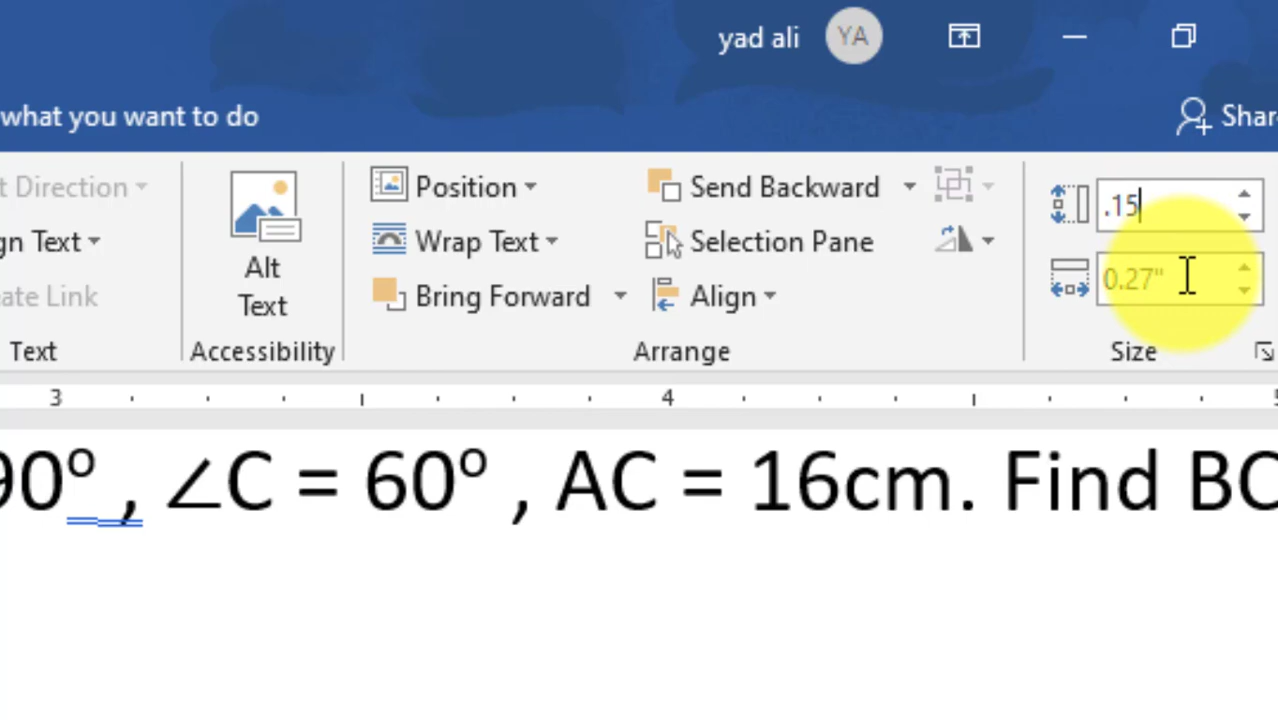 yad ali YA
what you want to do Shar
t Direction Position Send Backward .15
gn Text Wrap Text Selection Pane 0.27"
eate Link Alt Text Bring Forward Align
Text Accessibility Arrange Size
3 4 5
90º , ∠C = 60º , AC = 16cm. Find BC